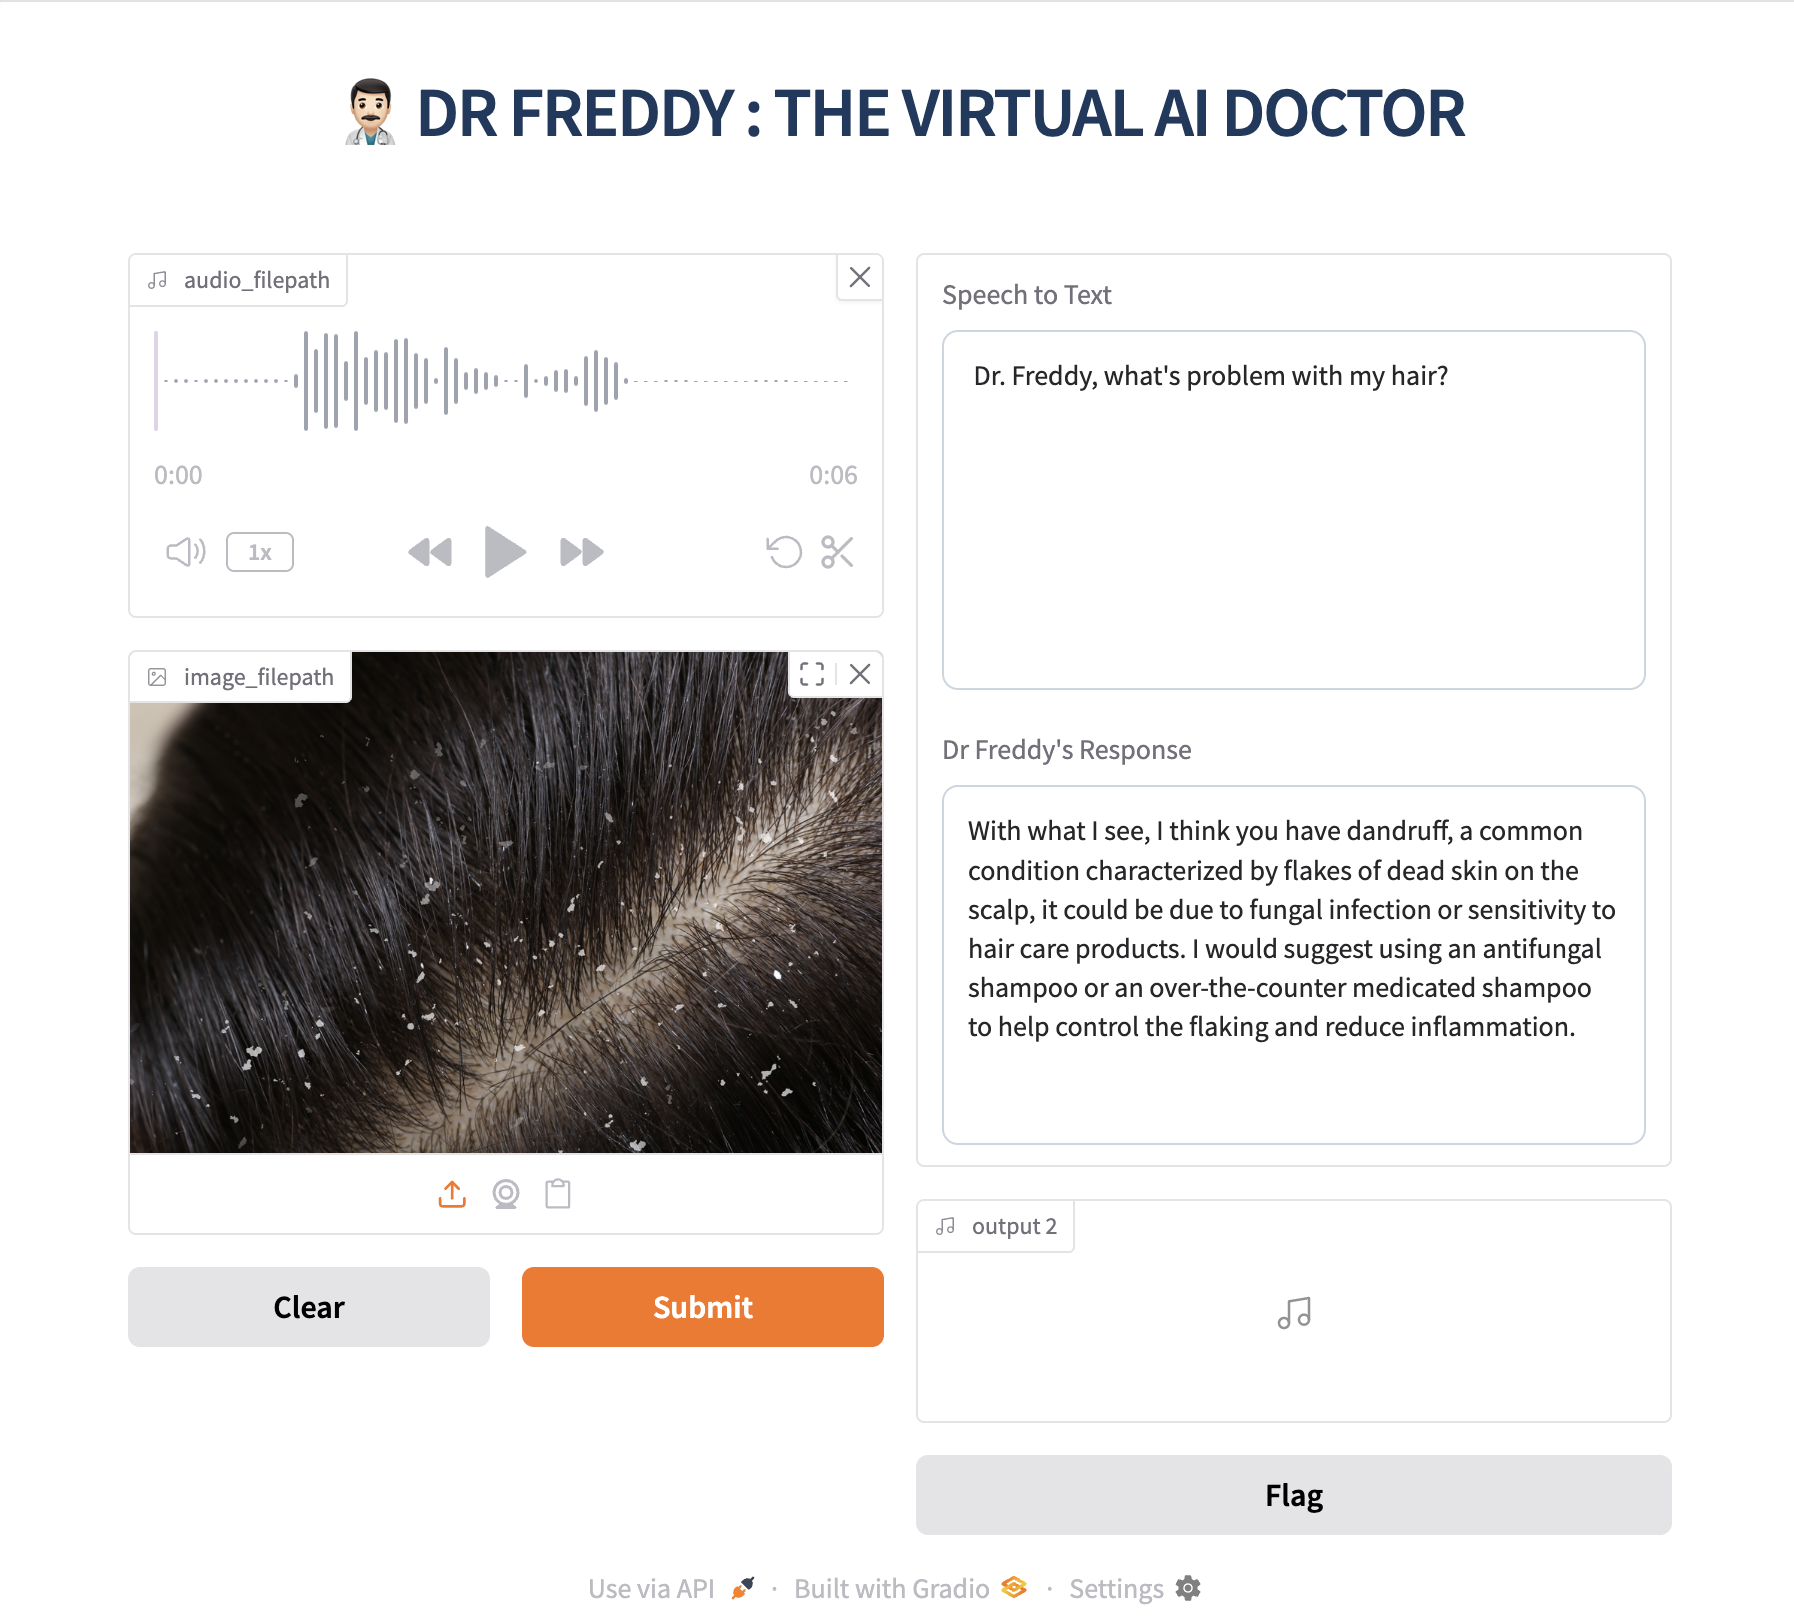 DR FREDDY : THE VIRTUAL AI DOCTOR
audio_filepath
0:00
0:06
1x
image_filepath
Clear
Submit
Speech to Text
Dr. Freddy, what's problem with my hair?
Dr Freddy's Response
With what I see, I think you have dandruff, a common
condition characterized by flakes of dead skin on the
scalp, it could be due to fungal infection or sensitivity to
hair care products. I would suggest using an antifungal
shampoo or an over-the-counter medicated shampoo
to help control the flaking and reduce inflammation.
output 2
Flag
Use via API · Built with Gradio · Settings